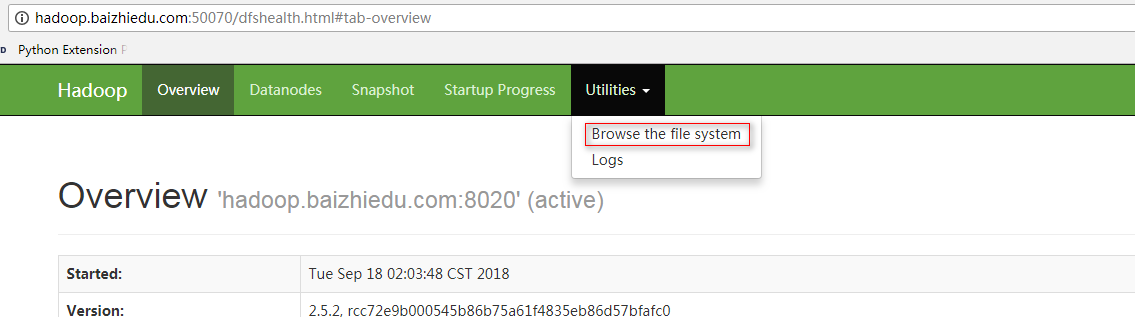 hadoop.baizhiedu.com:50070/dfshealth.html#tab-overview
Python Extension P
Hadoop Overview Datanodes Snapshot Startup Progress Utilities
Browse the file system
Logs
Overview 'hadoop.baizhiedu.com:8020' (active)
Started: Tue Sep 18 02:03:48 CST 2018
Version: 2.5.2, rcc72e9b000545b86b75a61f4835eb86d57bfafc0